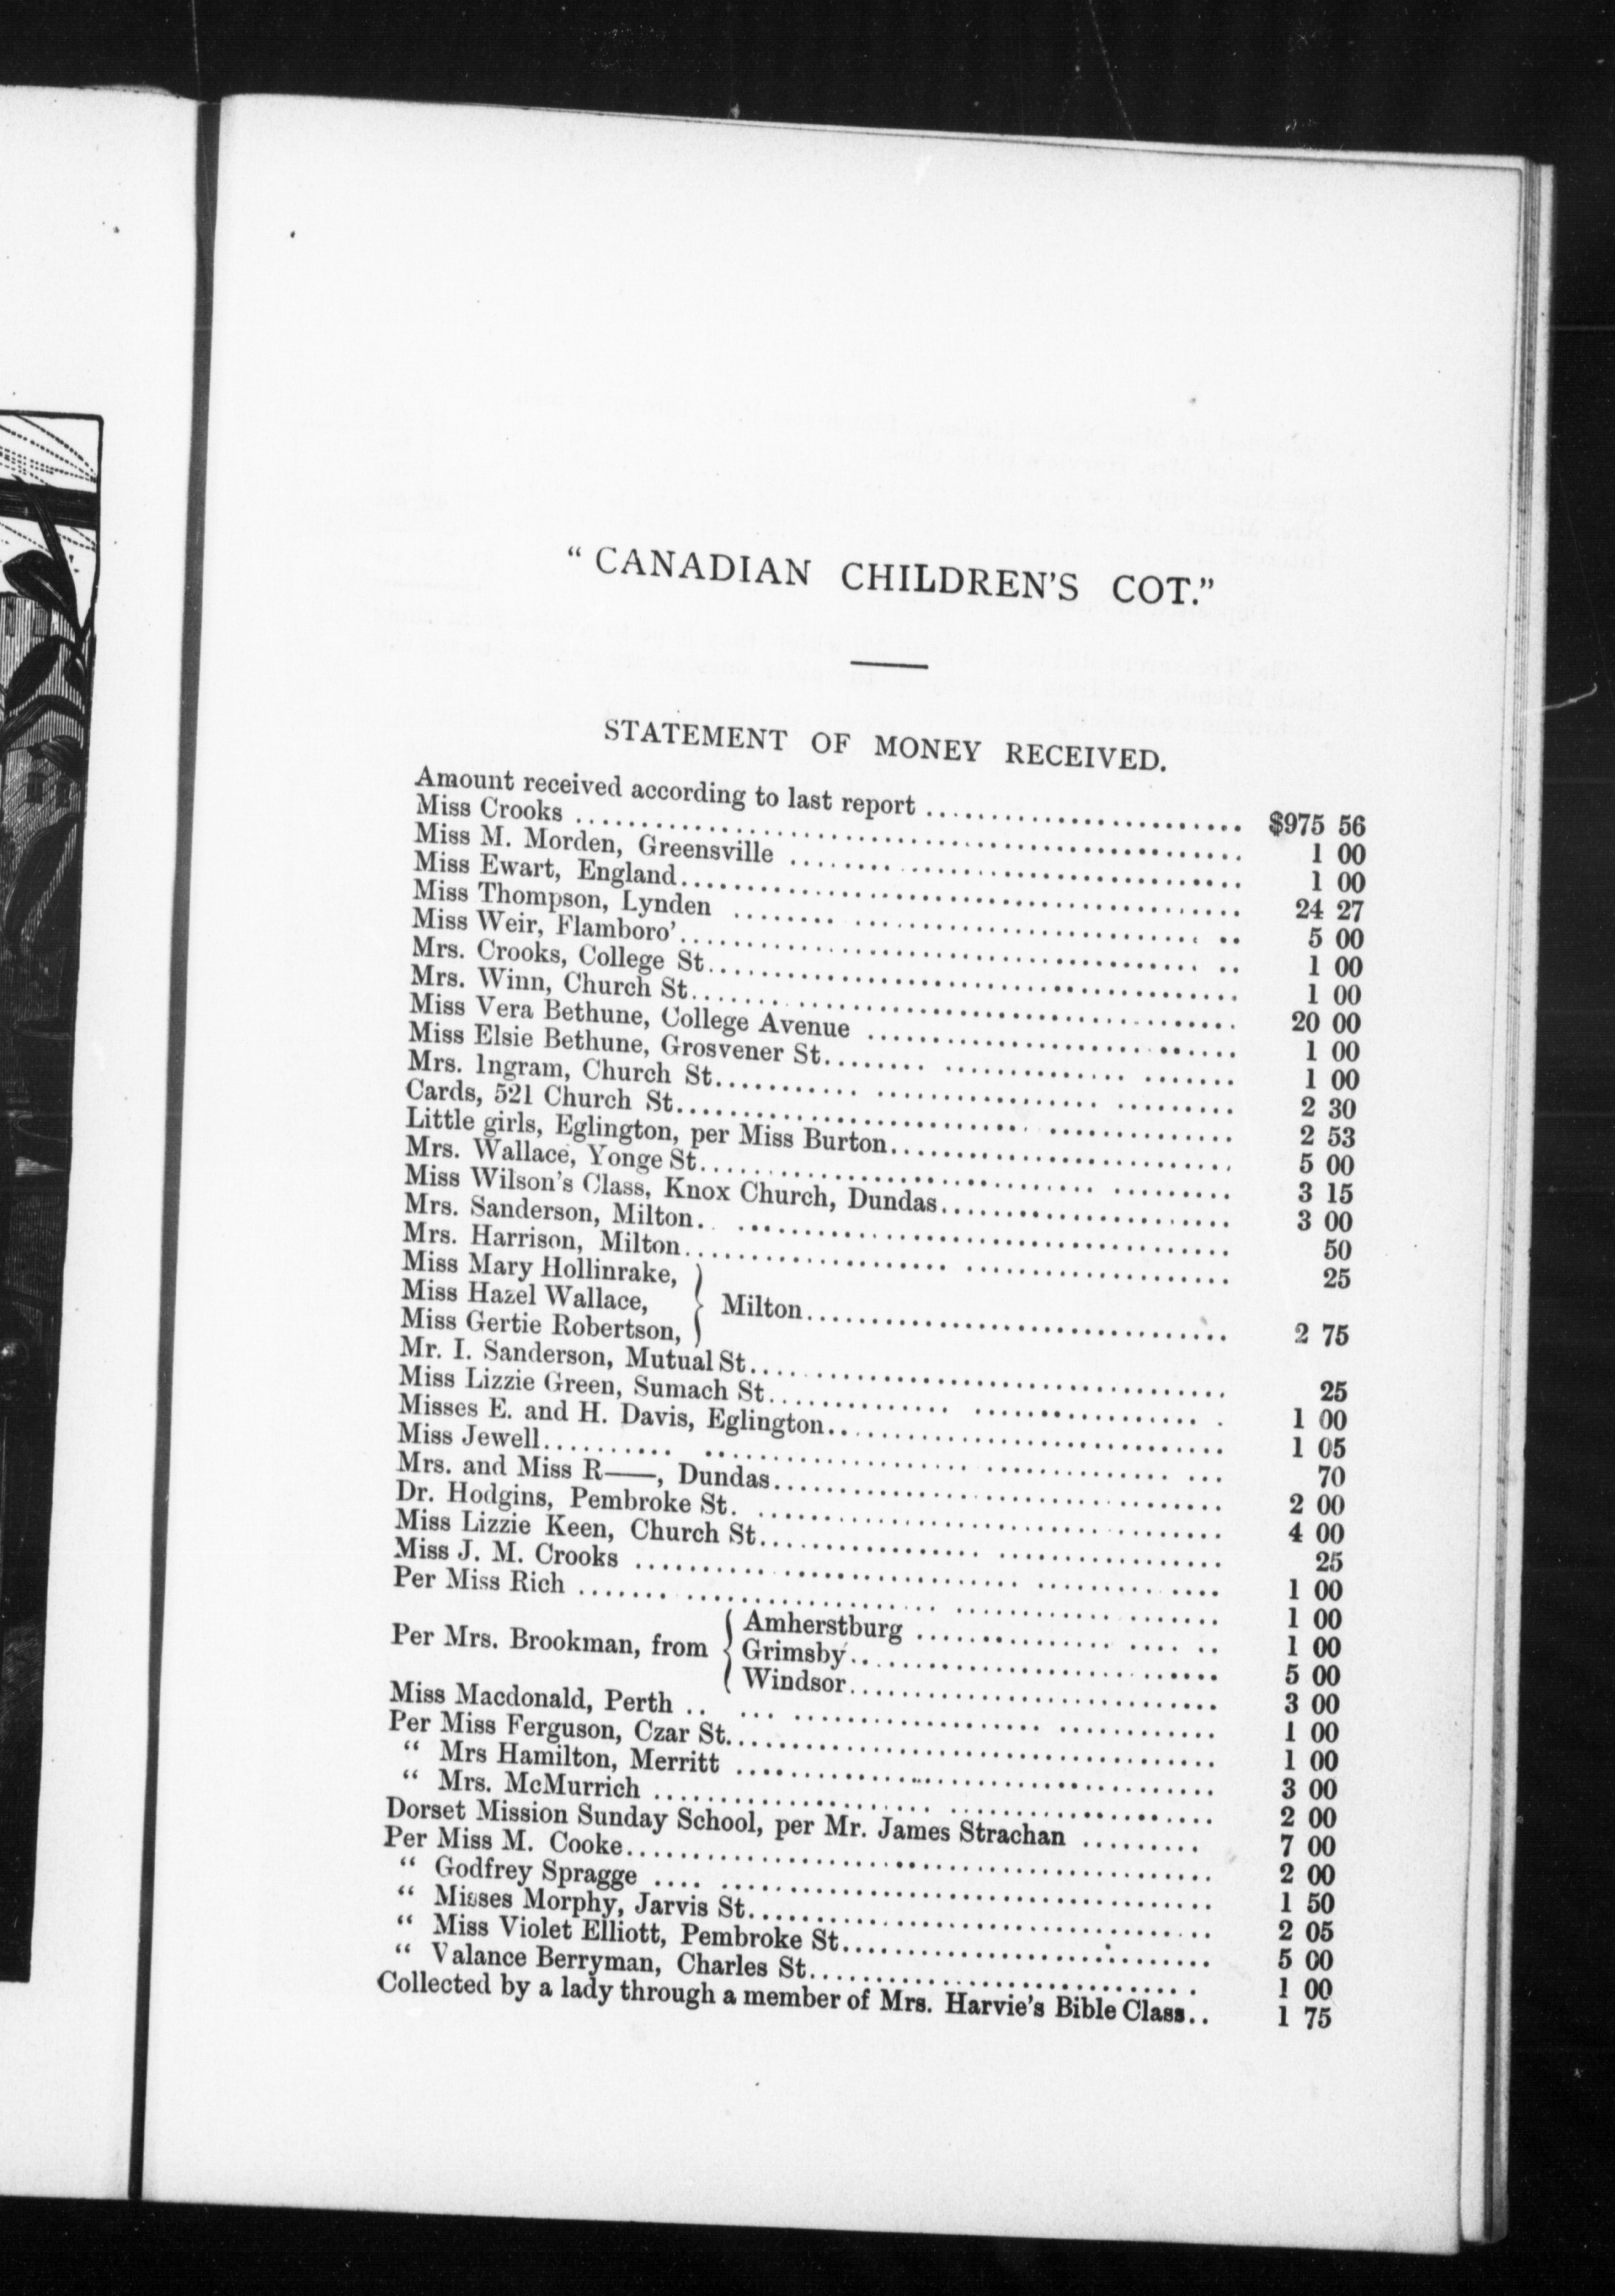 “ CANADIAN CHILDREN'S COT.”
STATEMENT OF MONEY RECEIVED.
Amount received according to last report ........................ $975 56
Miss Crooks ........................ 1 00
Miss M. Morden, Greensville ........................ 1 00
Miss Ewart, England........................ 24 27
Miss Thompson, Lynden ........................ 5 00
Miss Weir, Flamboro'........................ 1 00
Mrs. Crooks, College St........................ 1 00
Mrs. Winn, Church St........................ 20 00
Miss Vera Bethune, College Avenue ........................ 1 00
Miss Elsie Bethune, Grosvener St........................ 1 00
Mrs. Ingram, Church St........................ 2 30
Cards, 521 Church St........................ 2 53
Little girls, Eglington, per Miss Burton........................ 5 00
Mrs. Wallace, Yonge St........................ 3 15
Miss Wilson's Class, Knox Church, Dundas........................ 3 00
Mrs. Sanderson, Milton........................ 50
Mrs. Harrison, Milton........................ 25
Miss Mary Hollinrake,
Miss Hazel Wallace, } Milton........................ 2 75
Miss Gertie Robertson,
Mr. I. Sanderson, Mutual St........................ 25
Miss Lizzie Green, Sumach St........................ 1 00
Misses E. and H. Davis, Eglington........................ 1 05
Miss Jewell........................ 70
Mrs. and Miss R——, Dundas........................ 2 00
Dr. Hodgins, Pembroke St........................ 4 00
Miss Lizzie Keen, Church St........................ 25
Miss J. M. Crooks ........................ 1 00
Per Miss Rich ........................ 1 00
Amherstburg ........................ 1 00
Per Mrs. Brookman, from { Grimsby........................ 5 00
Windsor........................ 3 00
Miss Macdonald, Perth ........................ 1 00
Per Miss Ferguson, Czar St........................ 1 00
“ Mrs Hamilton, Merritt ........................ 3 00
“ Mrs. McMurrich ........................ 2 00
Dorset Mission Sunday School, per Mr. James Strachan .......... 7 00
Per Miss M. Cooke........................ 2 00
“ Godfrey Spragge ........................ 1 50
“ Misses Morphy, Jarvis St........................ 2 05
“ Miss Violet Elliott, Pembroke St........................ 5 00
“ Valance Berryman, Charles St........................ 1 00
Collected by a lady through a member of Mrs. Harvie's Bible Class.. 1 75